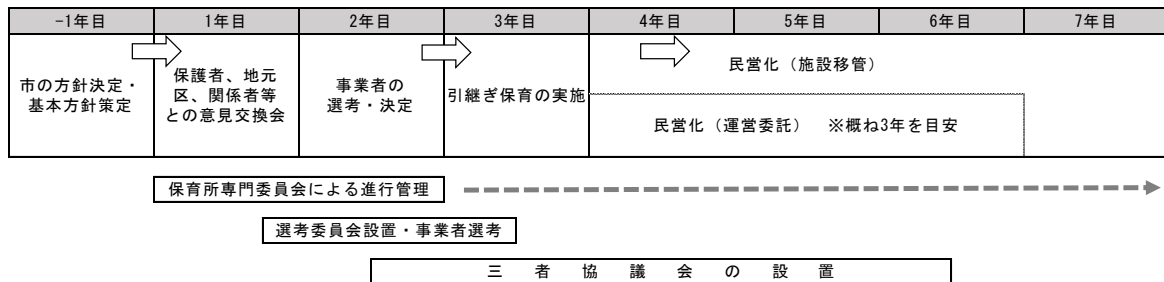 -1年目 1年目 2年目 3年目 4年目 5年目 6年目 7年目
市の方針決定・
基本方針策定
保護者、地元
区、関係者等
との意見交換会
事業者の
選考・決定
引継ぎ保育の実施
民営化（施設移管）
民営化（運営委託）　※概ね3年を目安
保育所専門委員会による進行管理
選考委員会設置・事業者選考
三者協議会の設置